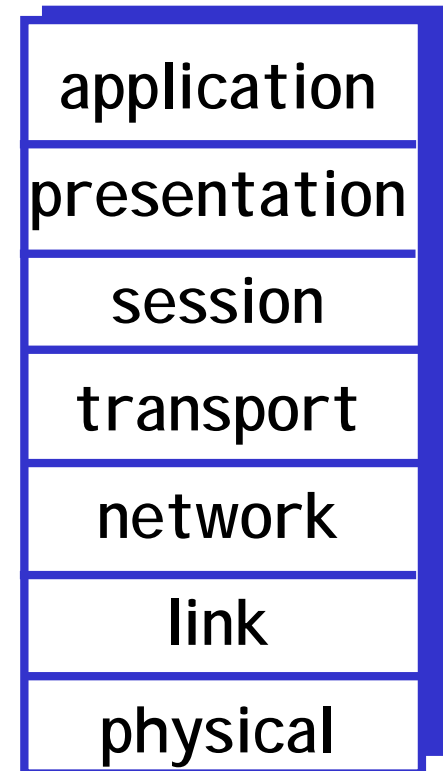 application
presentation
session
transport
network
link
physical